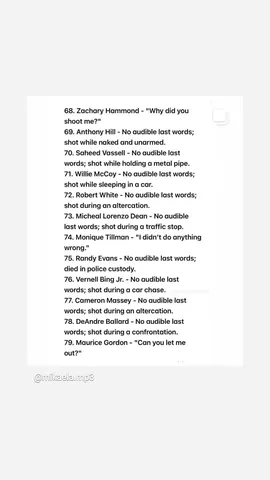 68. Zachary Hammond - "Why did you
shoot me?"
69. Anthony Hill - No audible last words;
shot while naked and unarmed.
70. Saheed Vassell - No audible last
words; shot while holding a metal pipe.
71. Willie McCoy - No audible last words;
shot while sleeping in a car.
72. Robert White - No audible last words;
shot during an altercation.
73. Micheal Lorenzo Dean - No audible
last words; shot during a traffic stop.
74. Monique Tillman - "I didn't do anything
wrong."
75. Randy Evans - No audible last words;
died in police custody.
76. Vernell Bing Jr. - No audible last
words; shot during a car chase.
77. Cameron Massey - No audible last
words; shot during an altercation.
78. DeAndre Ballard - No audible last
words; shot during a confrontation.
79. Maurice Gordon - "Can you let me
out?"
@mikaela.mp3